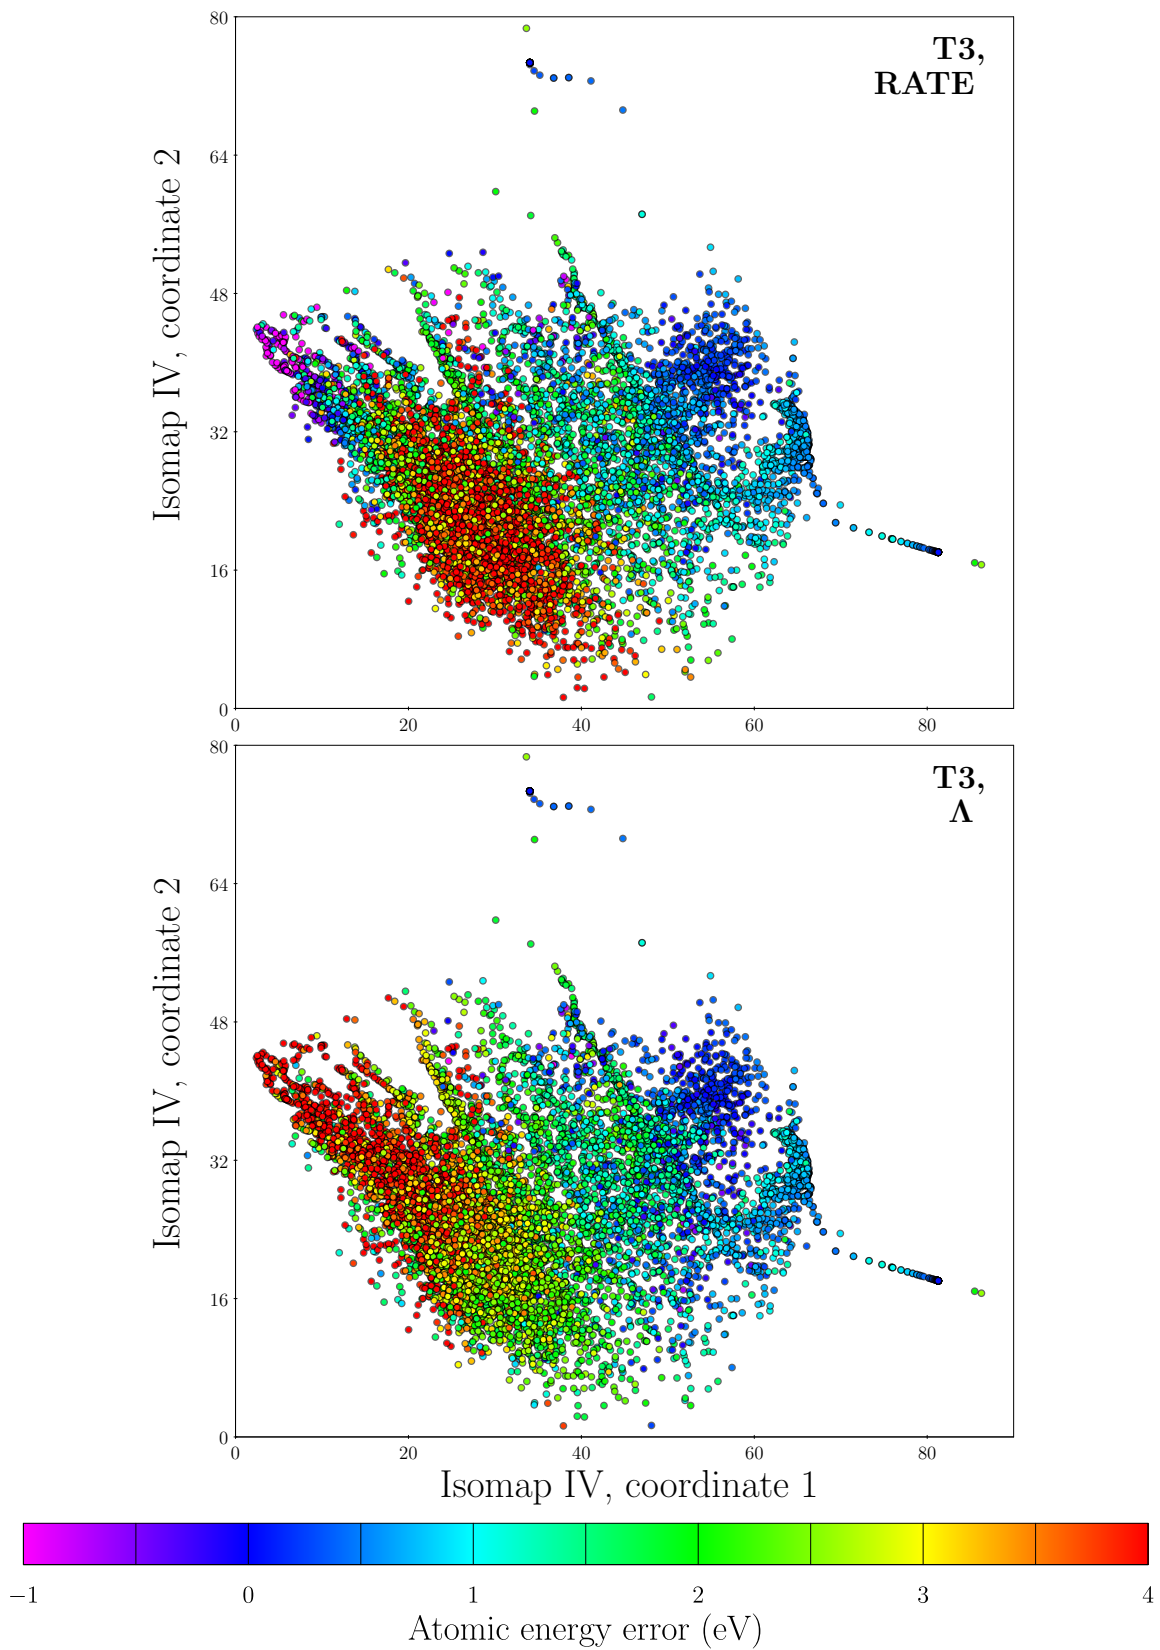 80
T3,
RATE
64
Isomap IV, coordinate 2
48
32
16
0
0 20 40 60 80
80
T3,
Λ
64
Isomap IV, coordinate 2
48
32
16
0
0 20 40 60 80
Isomap IV, coordinate 1
−1 0 1 2 3 4
Atomic energy error (eV)